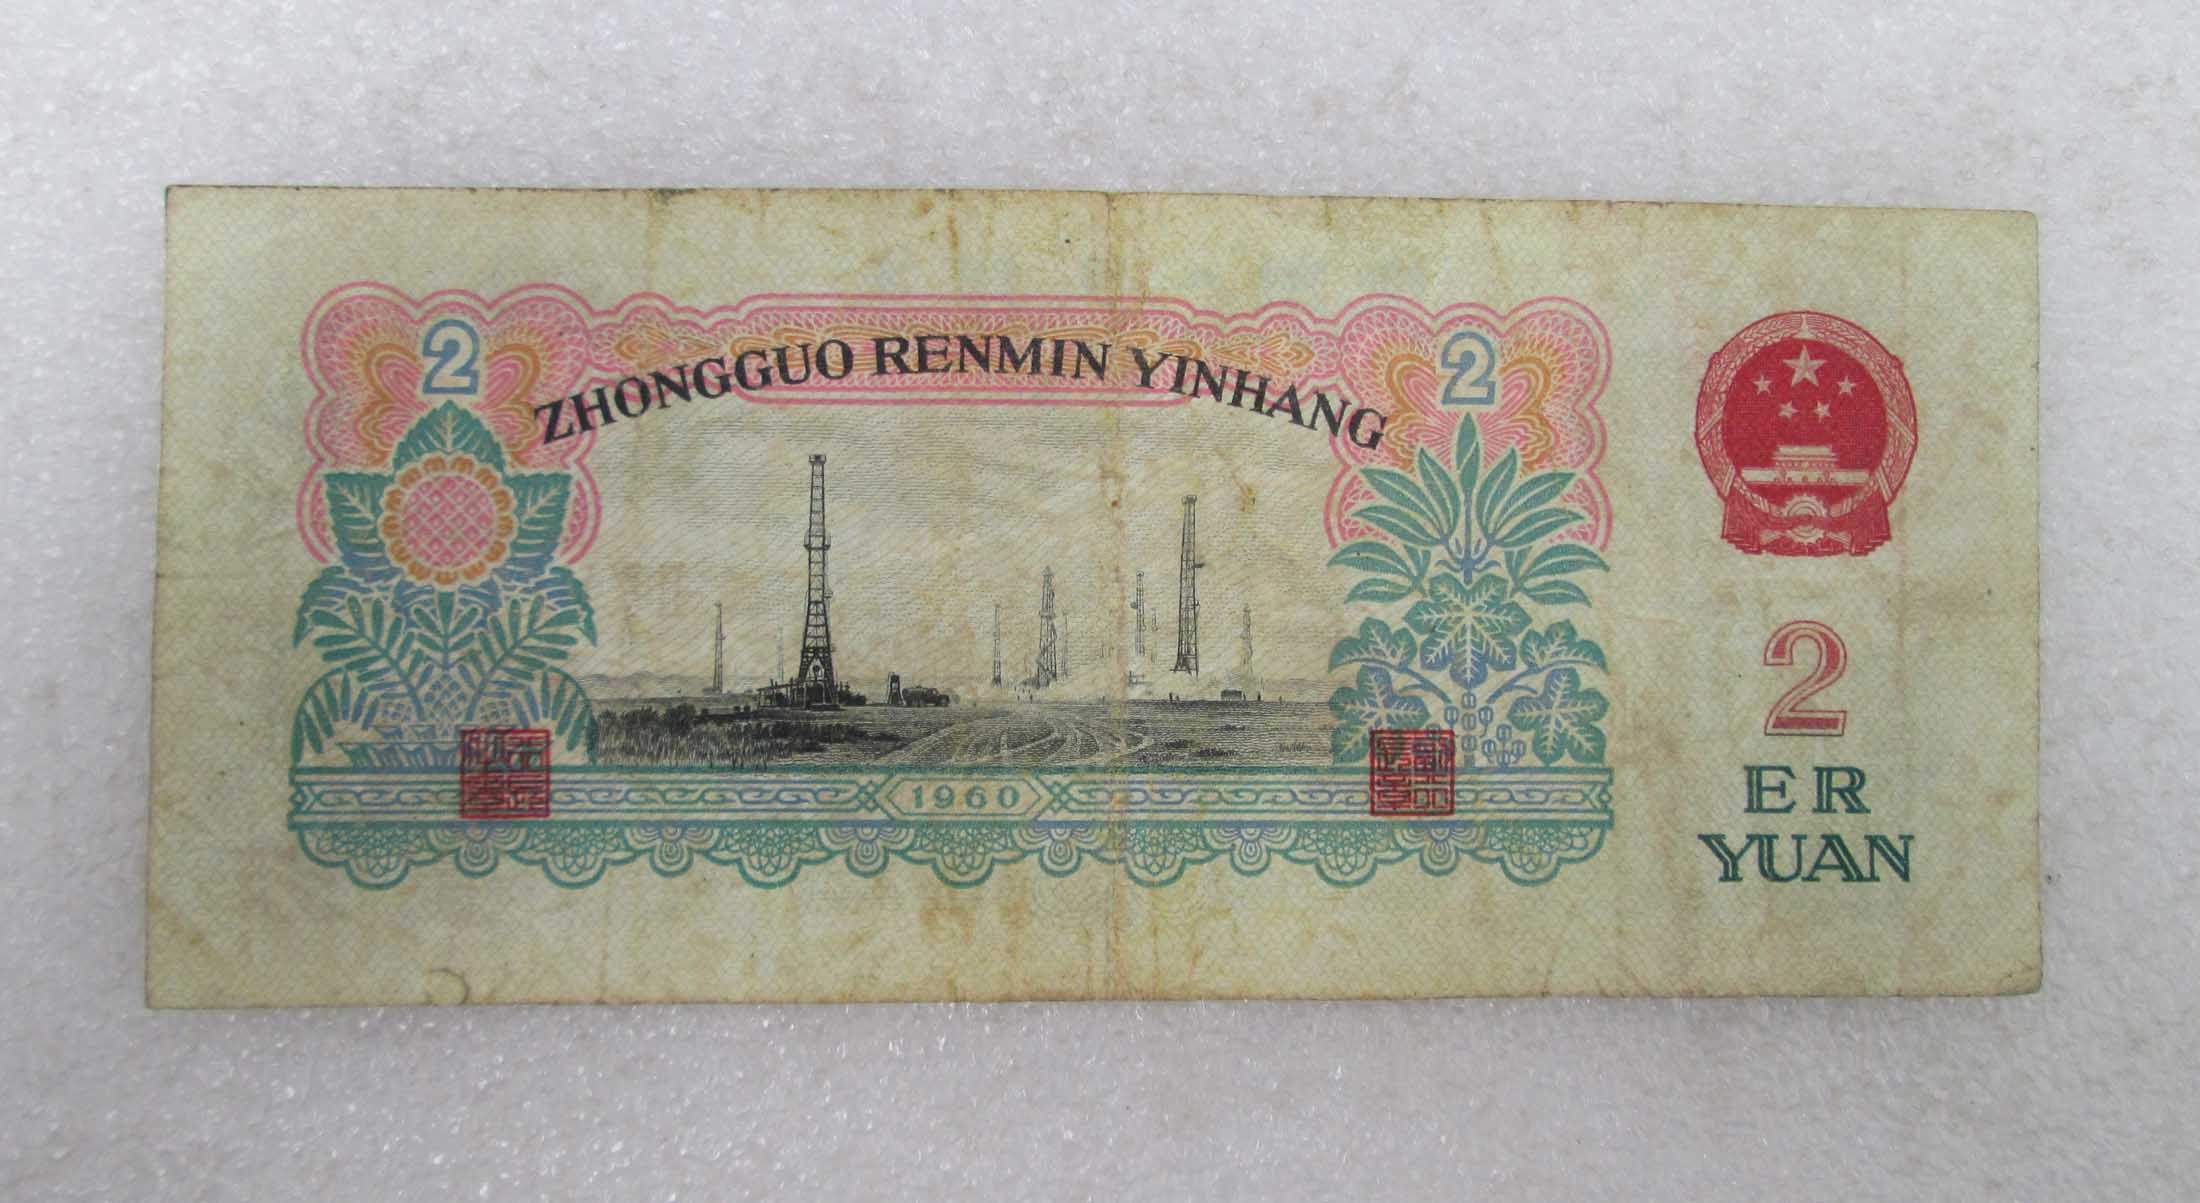 2
2
ZHONGGUO RENMIN YINHANG
2
1960
ER
YUAN